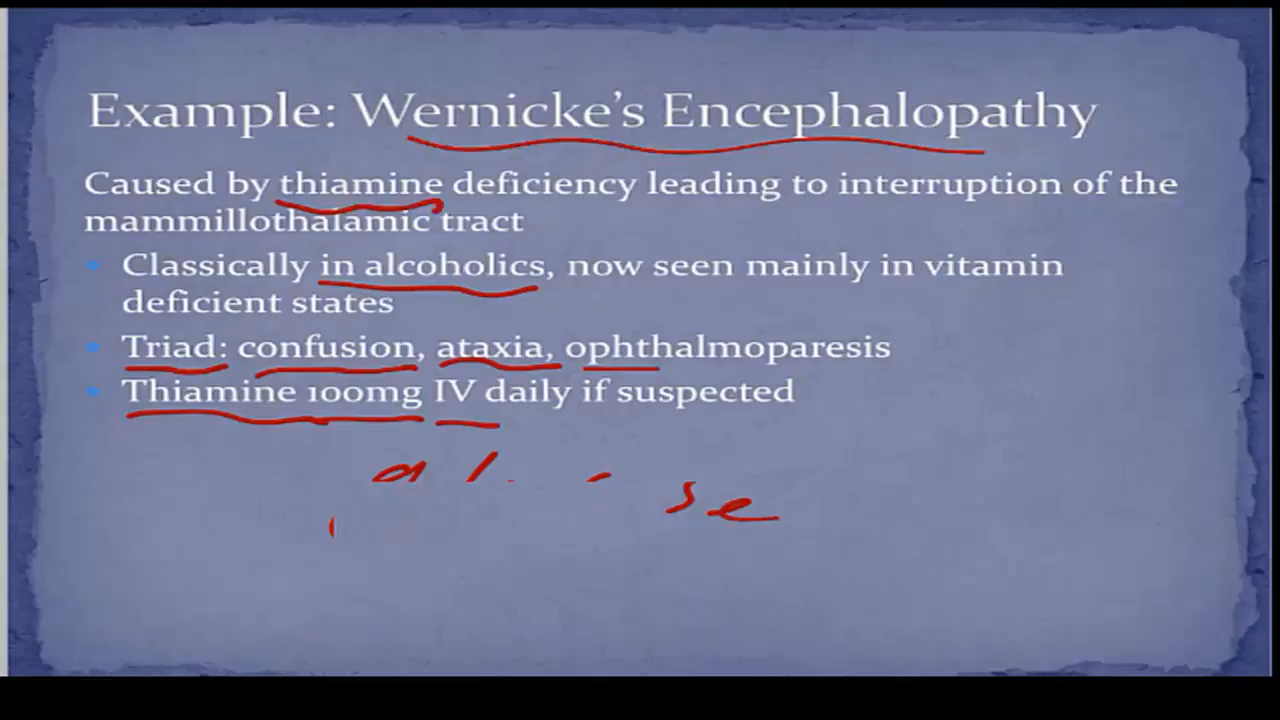 Example: Wernicke's Encephalopathy
Caused by thiamine deficiency leading to interruption of the
mammillothalamic tract
• Classically in alcoholics, now seen mainly in vitamin
deficient states
• Triad: confusion, ataxia, ophthalmoparesis
• Thiamine 100mg IV daily if suspected